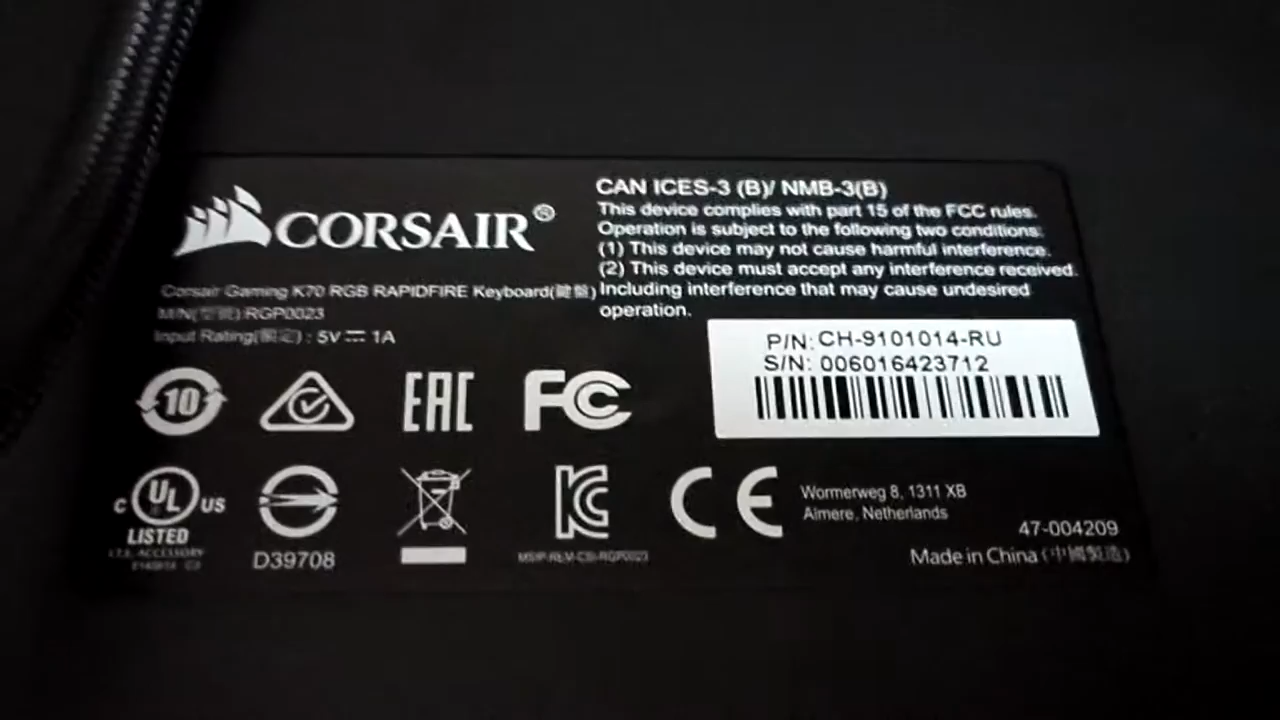 CORSAIR®
Corsair Gaming K70 RGB RAPIDFIRE Keyboard(鍵盤)
M/N(型號):RGP0023
Input Rating(額定) : 5V ⎓ 1A
CAN ICES-3 (B)/ NMB-3(B)
This device complies with part 15 of the FCC rules.
Operation is subject to the following two conditions:
(1) This device may not cause harmful interference.
(2) This device must accept any interference received.
Including interference that may cause undesired
operation.
P/N: CH-9101014-RU
S/N: 006016423712
10
EAC
FC
C UL US
LISTED
I.T.E. ACCESSORY
D39708
KC
MSIP-REM-CSI-RGP0023
CE
Wormerweg 8, 1311 XB
Almere, Netherlands
47-004209
Made in China (中國製造)